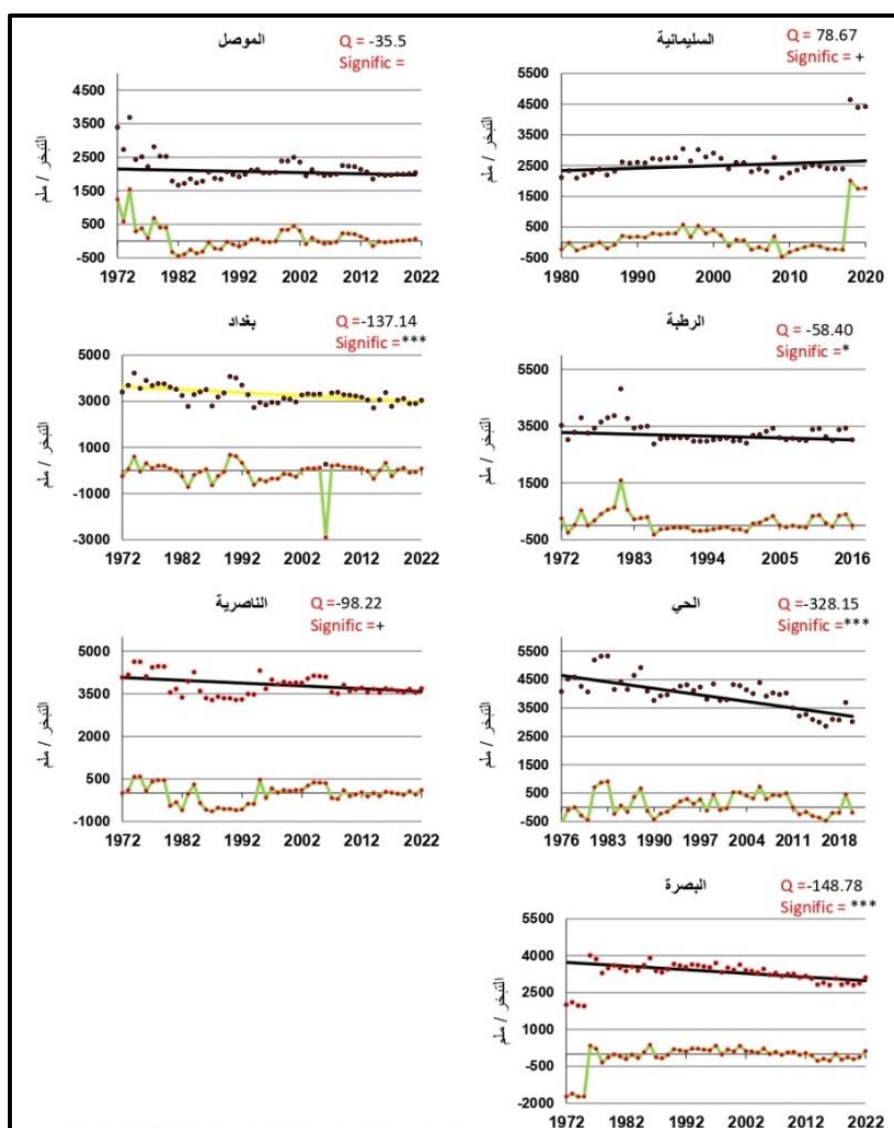 الموصل
Q = -35.5
Signific =
التبخر / ملم
4500
3500
2500
1500
500
-500
1972 1982 1992 2002 2012 2022
السليمانية
Q = 78.67
Signific = +
التبخر / ملم
5500
4500
3500
2500
1500
500
-500
1980 1990 2000 2010 2020
بغداد
Q =-137.14
Signific =***
التبخر / ملم
5000
3000
1000
-1000
-3000
1972 1982 1992 2002 2012 2022
الرطبة
Q =-58.40
Signific =*
التبخر / ملم
5500
3500
1500
-500
1972 1983 1994 2005 2016
الناصرية
Q =-98.22
Signific =+
التبخر / ملم
5000
3500
2000
500
-1000
1972 1982 1992 2002 2012 2022
الحي
Q =-328.15
Signific =***
التبخر / ملم
5500
4500
3500
2500
1500
500
-500
1976 1983 1990 1997 2004 2011 2018
البصرة
Q =-148.78
Signific = ***
التبخر / ملم
5500
4000
2500
1000
-500
-2000
1972 1982 1992 2002 2012 2022